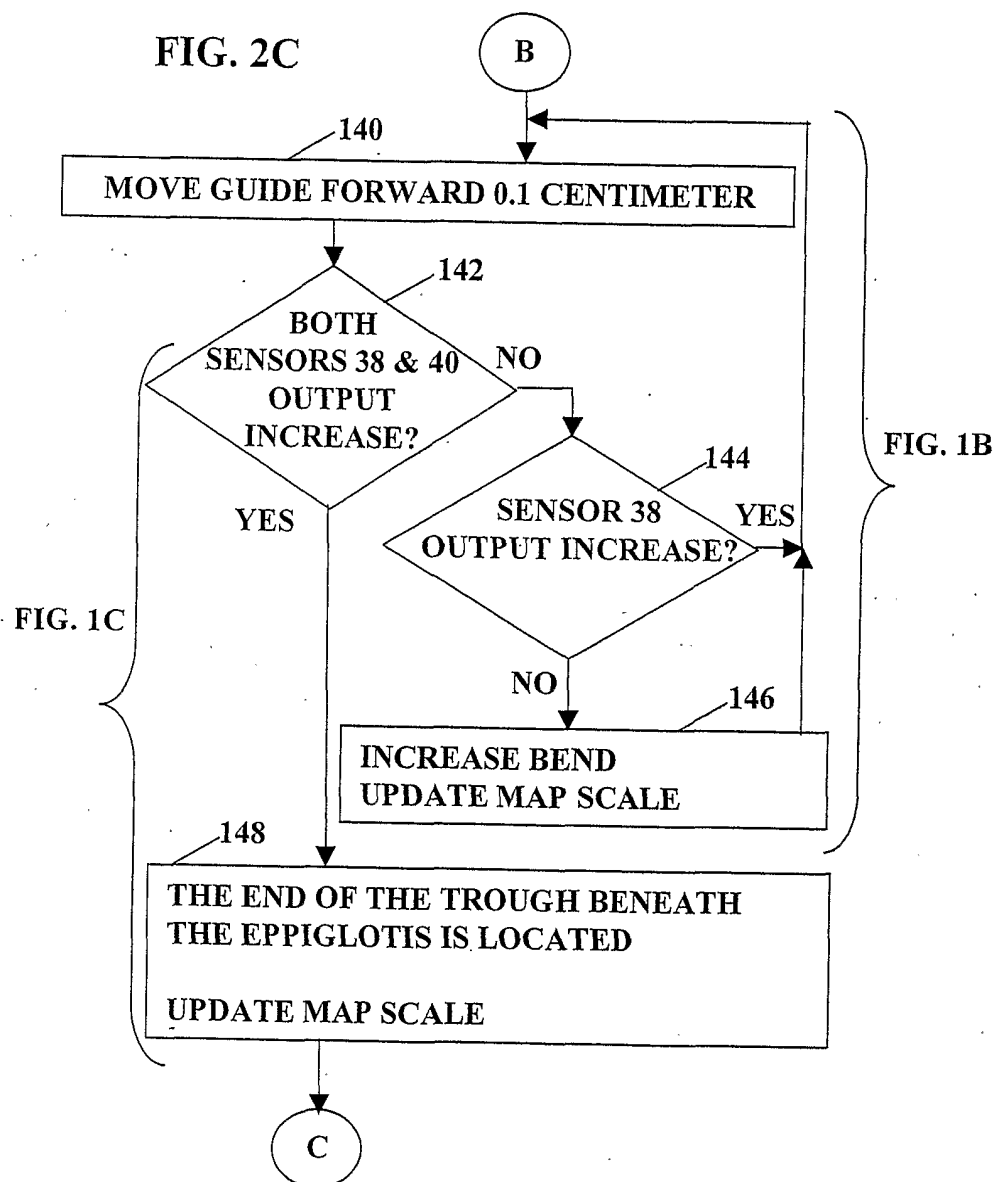 FIG. 2C
B
140
MOVE GUIDE FORWARD 0.1 CENTIMETER
142
BOTH
SENSORS 38 & 40
OUTPUT
INCREASE?
NO
144
FIG. 1B
SENSOR 38
OUTPUT INCREASE?
YES
YES
FIG. 1C
NO
146
INCREASE BEND
UPDATE MAP SCALE
148
THE END OF THE TROUGH BENEATH
THE EPPIGLOTIS IS LOCATED
UPDATE MAP SCALE
C